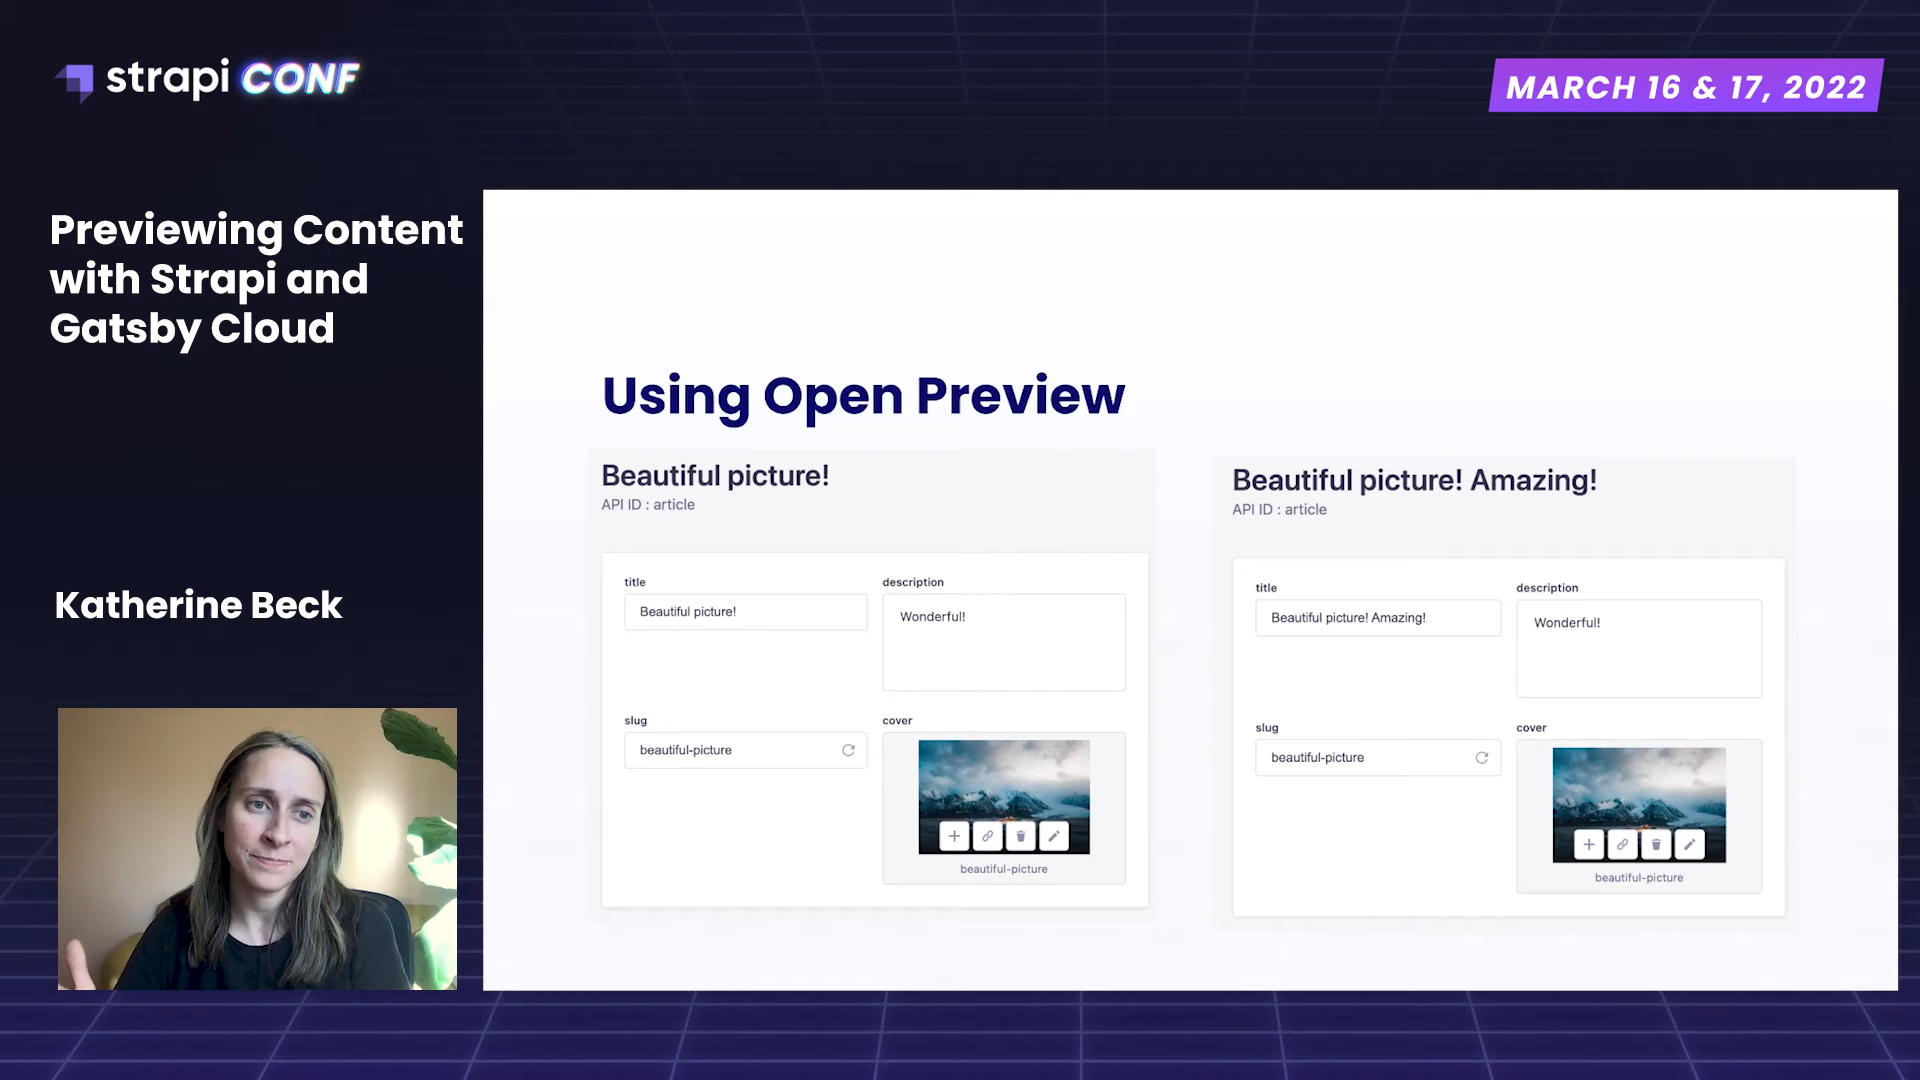 strapi CONF
MARCH 16 & 17, 2022
Previewing Content
with Strapi and
Gatsby Cloud
Katherine Beck
Using Open Preview
Beautiful picture!
API ID : article
title
description
Beautiful picture!
Wonderful!
slug
cover
beautiful-picture
beautiful-picture
Beautiful picture! Amazing!
API ID : article
title
description
Beautiful picture! Amazing!
Wonderful!
slug
cover
beautiful-picture
beautiful-picture